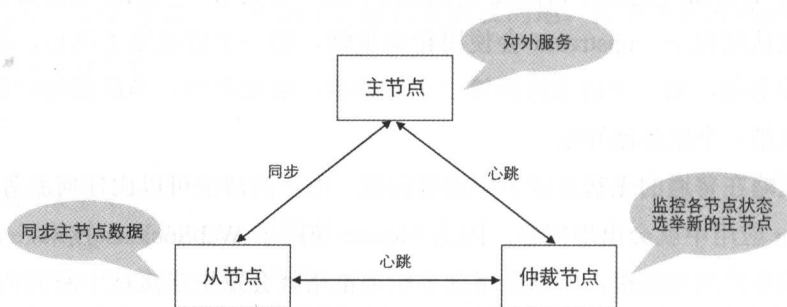 对外服务
主节点
同步
心跳
监控各节点状态
选举新的主节点
同步主节点数据
心跳
从节点
仲裁节点